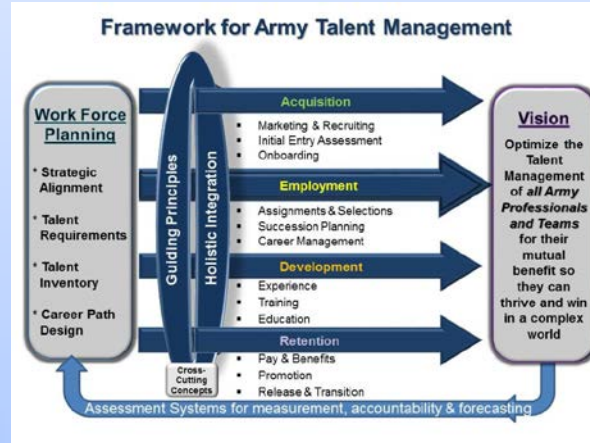 Framework for Army Talent Management
Work Force
Planning
* Strategic
Alignment
* Talent
Requirements
* Talent
Inventory
* Career Path
Design
Guiding Principles
Holistic Integration
Cross-
Cutting
Concepts
Acquisition
▪ Marketing & Recruiting
▪ Initial Entry Assessment
▪ Onboarding
Employment
▪ Assignments & Selections
▪ Succession Planning
▪ Career Management
Development
▪ Experience
▪ Training
▪ Education
Retention
▪ Pay & Benefits
▪ Promotion
▪ Release & Transition
Vision
Optimize the
Talent
Management
of all Army
Professionals
and Teams
for their
mutual
benefit so
they can
thrive and win
in a complex
world
Assessment Systems for measurement, accountability & forecasting